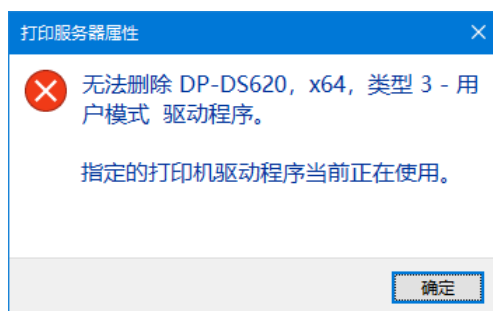 打印服务器属性
无法删除 DP-DS620，x64，类型 3 - 用
户模式 驱动程序。
指定的打印机驱动程序当前正在使用。
确定